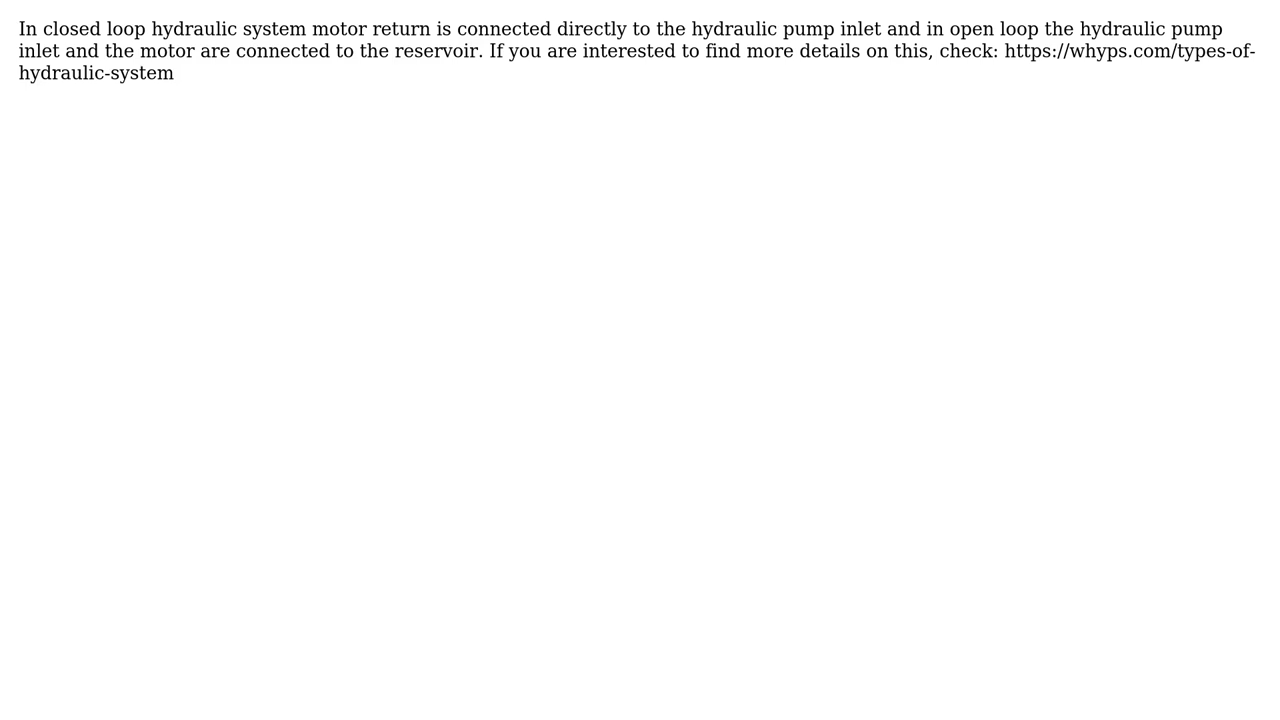 In closed loop hydraulic system motor return is connected directly to the hydraulic pump inlet and in open loop the hydraulic pump
inlet and the motor are connected to the reservoir. If you are interested to find more details on this, check: https://whyps.com/types-of-
hydraulic-system